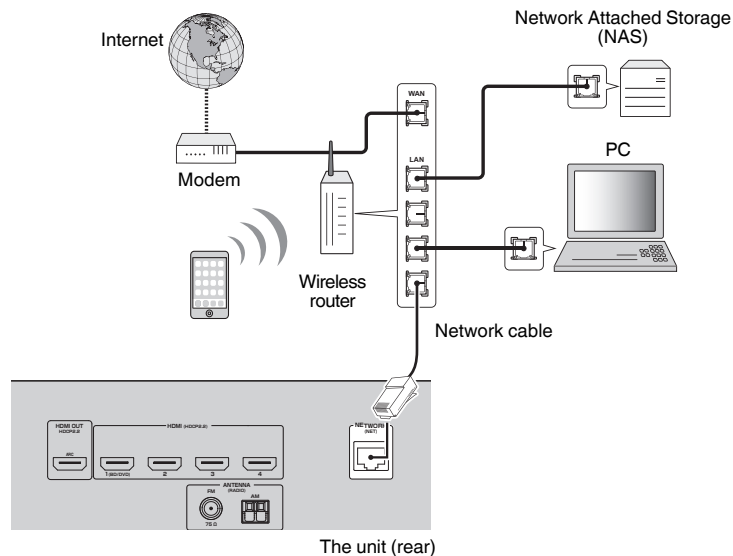 Internet
Network Attached Storage
(NAS)
WAN
Modem
LAN
PC
Wireless
router
Network cable
HDMI OUT
HDCP2.2
ARC
HDMI (HDCP2.2)
1 (BD/DVD)
2
3
4
NETWORK
(NET)
ANTENNA
(RADIO)
FM
AM
75 Ω
The unit (rear)